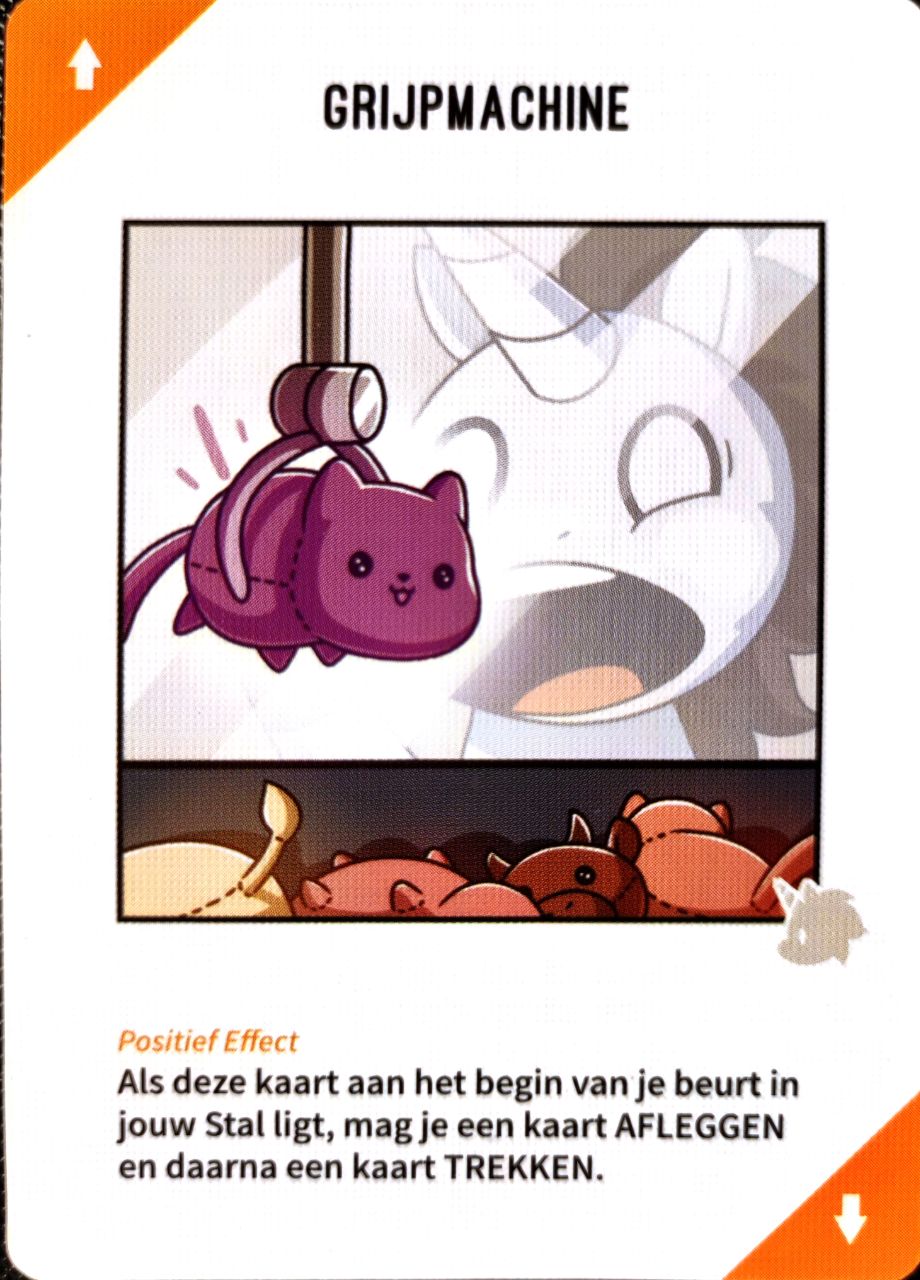 GRIJPMACHINE
Positief Effect
Als deze kaart aan het begin van je beurt in
jouw Stal ligt, mag je een kaart AFLEGGEN
en daarna een kaart TREKKEN.